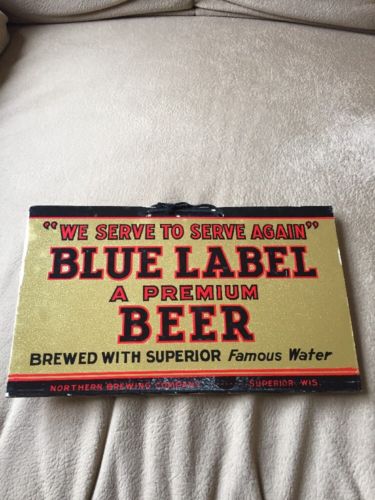 "WE SERVE TO SERVE AGAIN"
BLUE LABEL
A PREMIUM
BEER
BREWED WITH SUPERIOR Famous Water
NORTHERN BREWING COMPANY SUPERIOR, WIS.